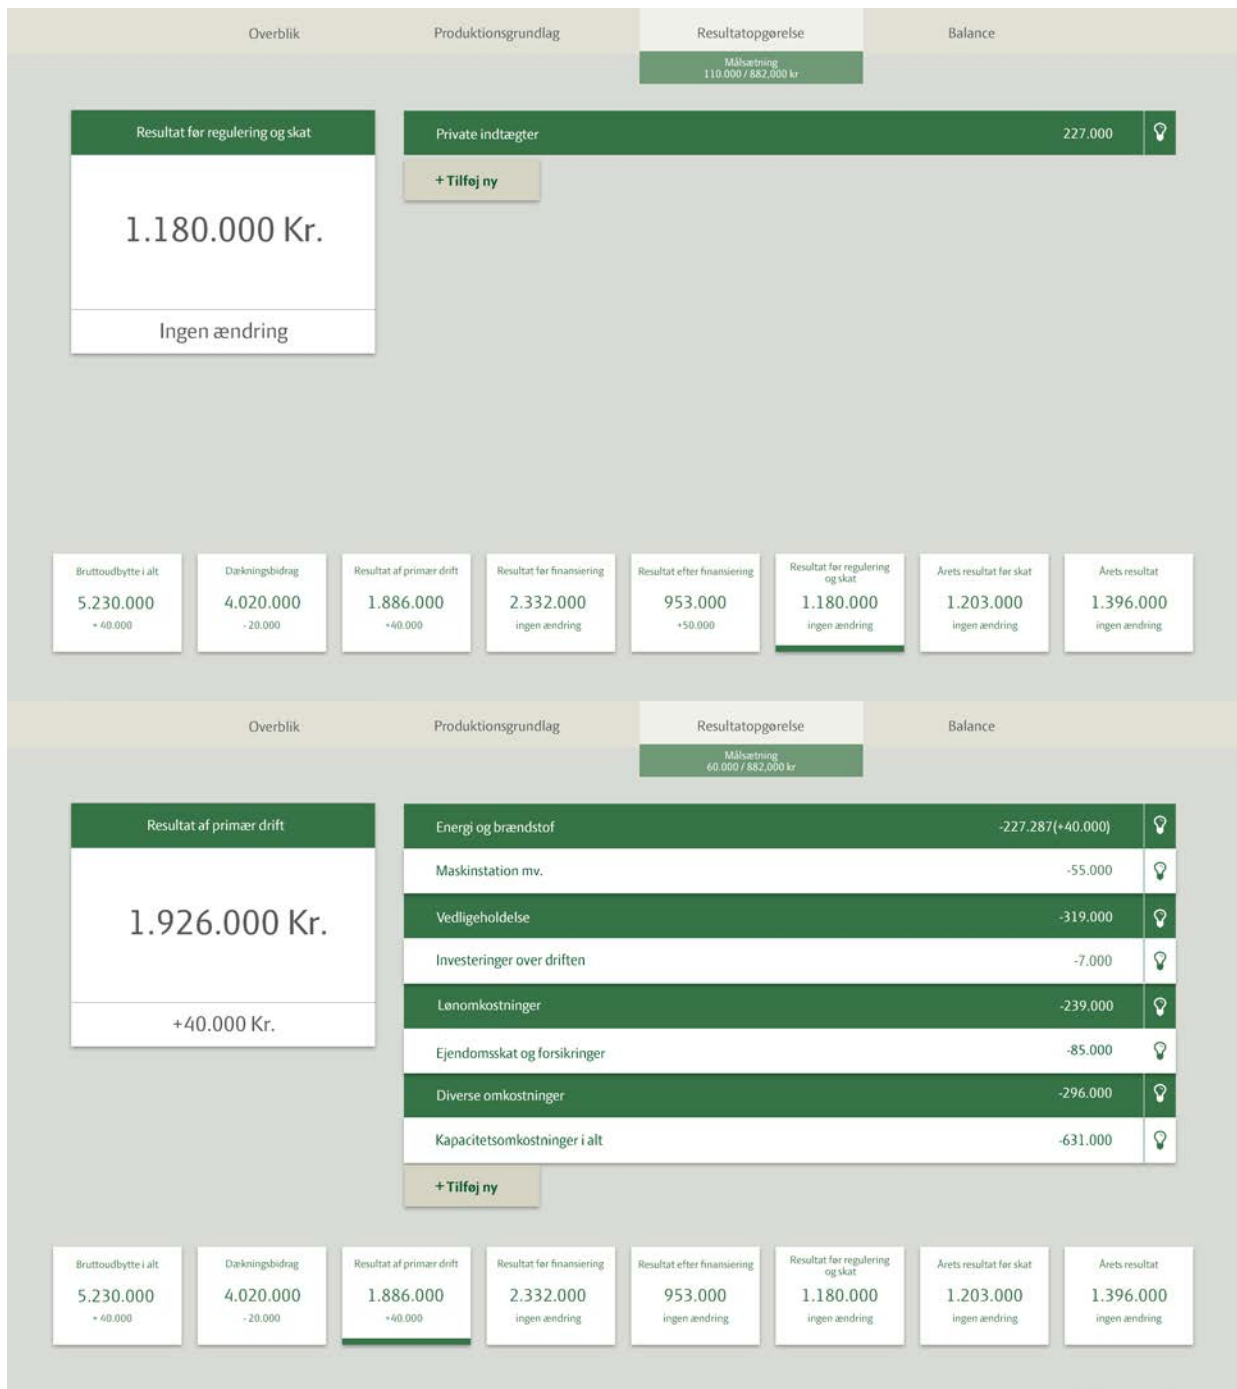 Overblik
Produktionsgrundlag
Resultatopgørelse
Balance
Målsætning
110.000 / 882,000 kr
Resultat før regulering og skat
1.180.000 Kr.
Ingen ændring
Private indtægter
227.000
+ Tilføj ny
Bruttoudbytte i alt
5.230.000
+ 40.000
Dækningsbidrag
4.020.000
- 20.000
Resultat af primær drift
1.886.000
+40.000
Resultat før finansiering
2.332.000
ingen ændring
Resultat efter finansiering
953.000
+50.000
Resultat før regulering
og skat
1.180.000
ingen ændring
Årets resultat før skat
1.203.000
ingen ændring
Årets resultat
1.396.000
ingen ændring
Overblik
Produktionsgrundlag
Resultatopgørelse
Balance
Målsætning
60.000 / 882,000 kr
Resultat af primær drift
1.926.000 Kr.
+40.000 Kr.
Energi og brændstof
-227.287(+40.000)
Maskinstation mv.
-55.000
Vedligeholdelse
-319.000
Investeringer over driften
-7.000
Lønomkostninger
-239.000
Ejendomsskat og forsikringer
-85.000
Diverse omkostninger
-296.000
Kapacitetsomkostninger i alt
-631.000
+ Tilføj ny
Bruttoudbytte i alt
5.230.000
+ 40.000
Dækningsbidrag
4.020.000
- 20.000
Resultat af primær drift
1.886.000
+40.000
Resultat før finansiering
2.332.000
ingen ændring
Resultat efter finansiering
953.000
ingen ændring
Resultat før regulering
og skat
1.180.000
ingen ændring
Årets resultat før skat
1.203.000
ingen ændring
Årets resultat
1.396.000
ingen ændring